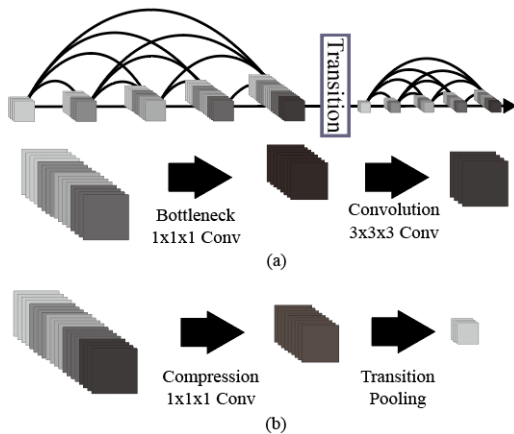 Transition
Bottleneck
1x1x1 Conv
Convolution
3x3x3 Conv
(a)
Compression
1x1x1 Conv
Transition
Pooling
(b)